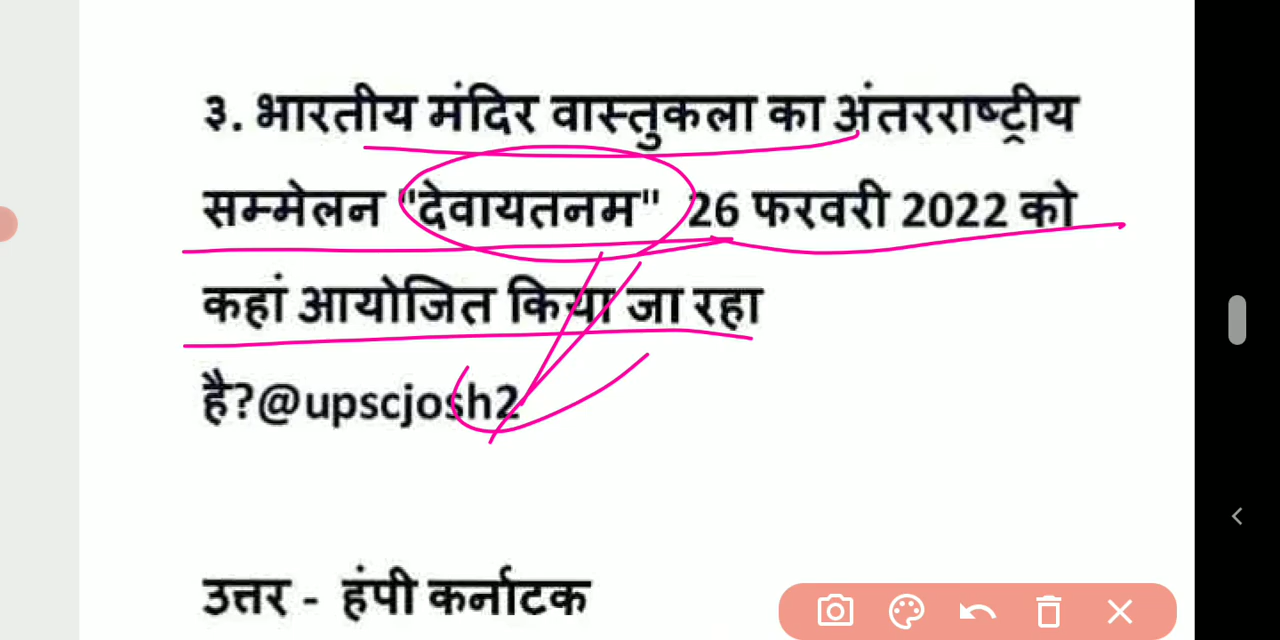 ३. भारतीय मंदिर वास्तुकला का अंतरराष्ट्रीय
सम्मेलन "देवायतनम" 26 फरवरी 2022 को
कहां आयोजित किया जा रहा
है?@upscjosh2
उत्तर - हंपी कर्नाटक